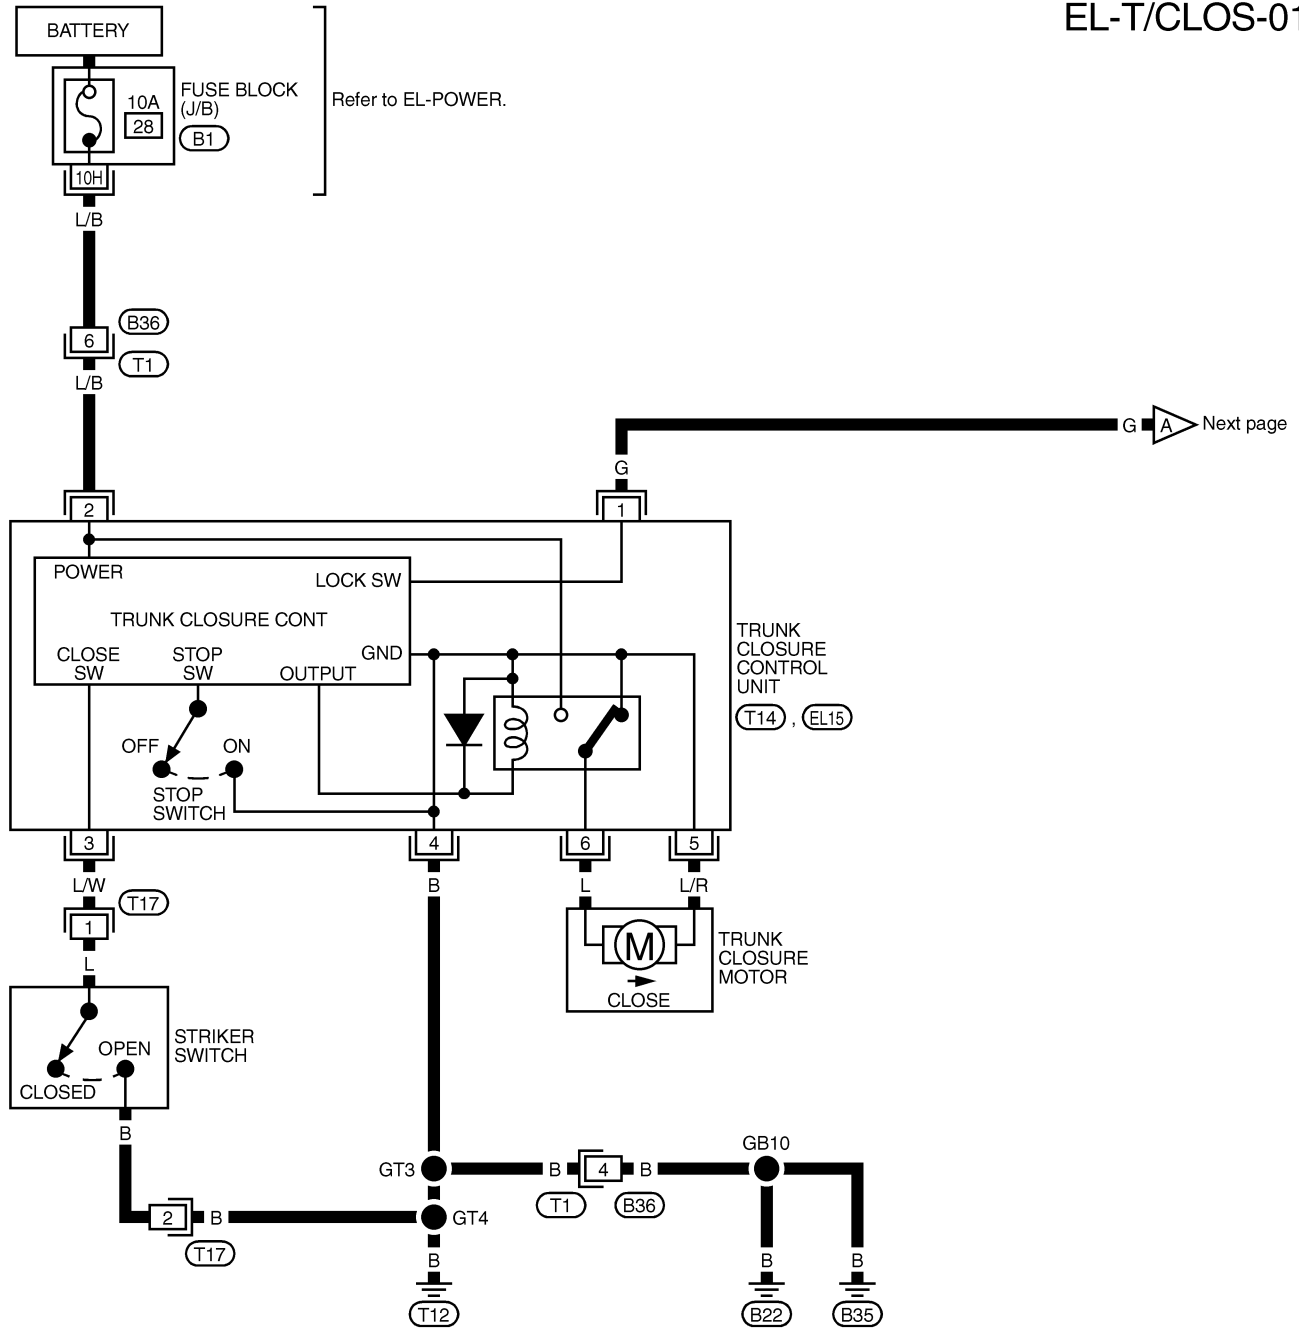 EL-T/CLOS-01
BATTERY
FUSE BLOCK
(J/B)
10A
28
B1
Refer to EL-POWER.
10H
L/B
B36
6
T1
L/B
G
A
Next page
G
2
1
POWER
LOCK SW
TRUNK CLOSURE CONT
CLOSE
SW
STOP
SW
OUTPUT
GND
TRUNK
CLOSURE
CONTROL
UNIT
T14 , EL15
OFF
ON
STOP
SWITCH
3
4
6
5
L/W
B
L
L/R
T17
1
M
CLOSE
TRUNK
CLOSURE
MOTOR
L
STRIKER
SWITCH
OPEN
CLOSED
B
GB10
GT3
B
4
B
T1
B36
2
B
GT4
T17
B
B
B
T12
B22
B35